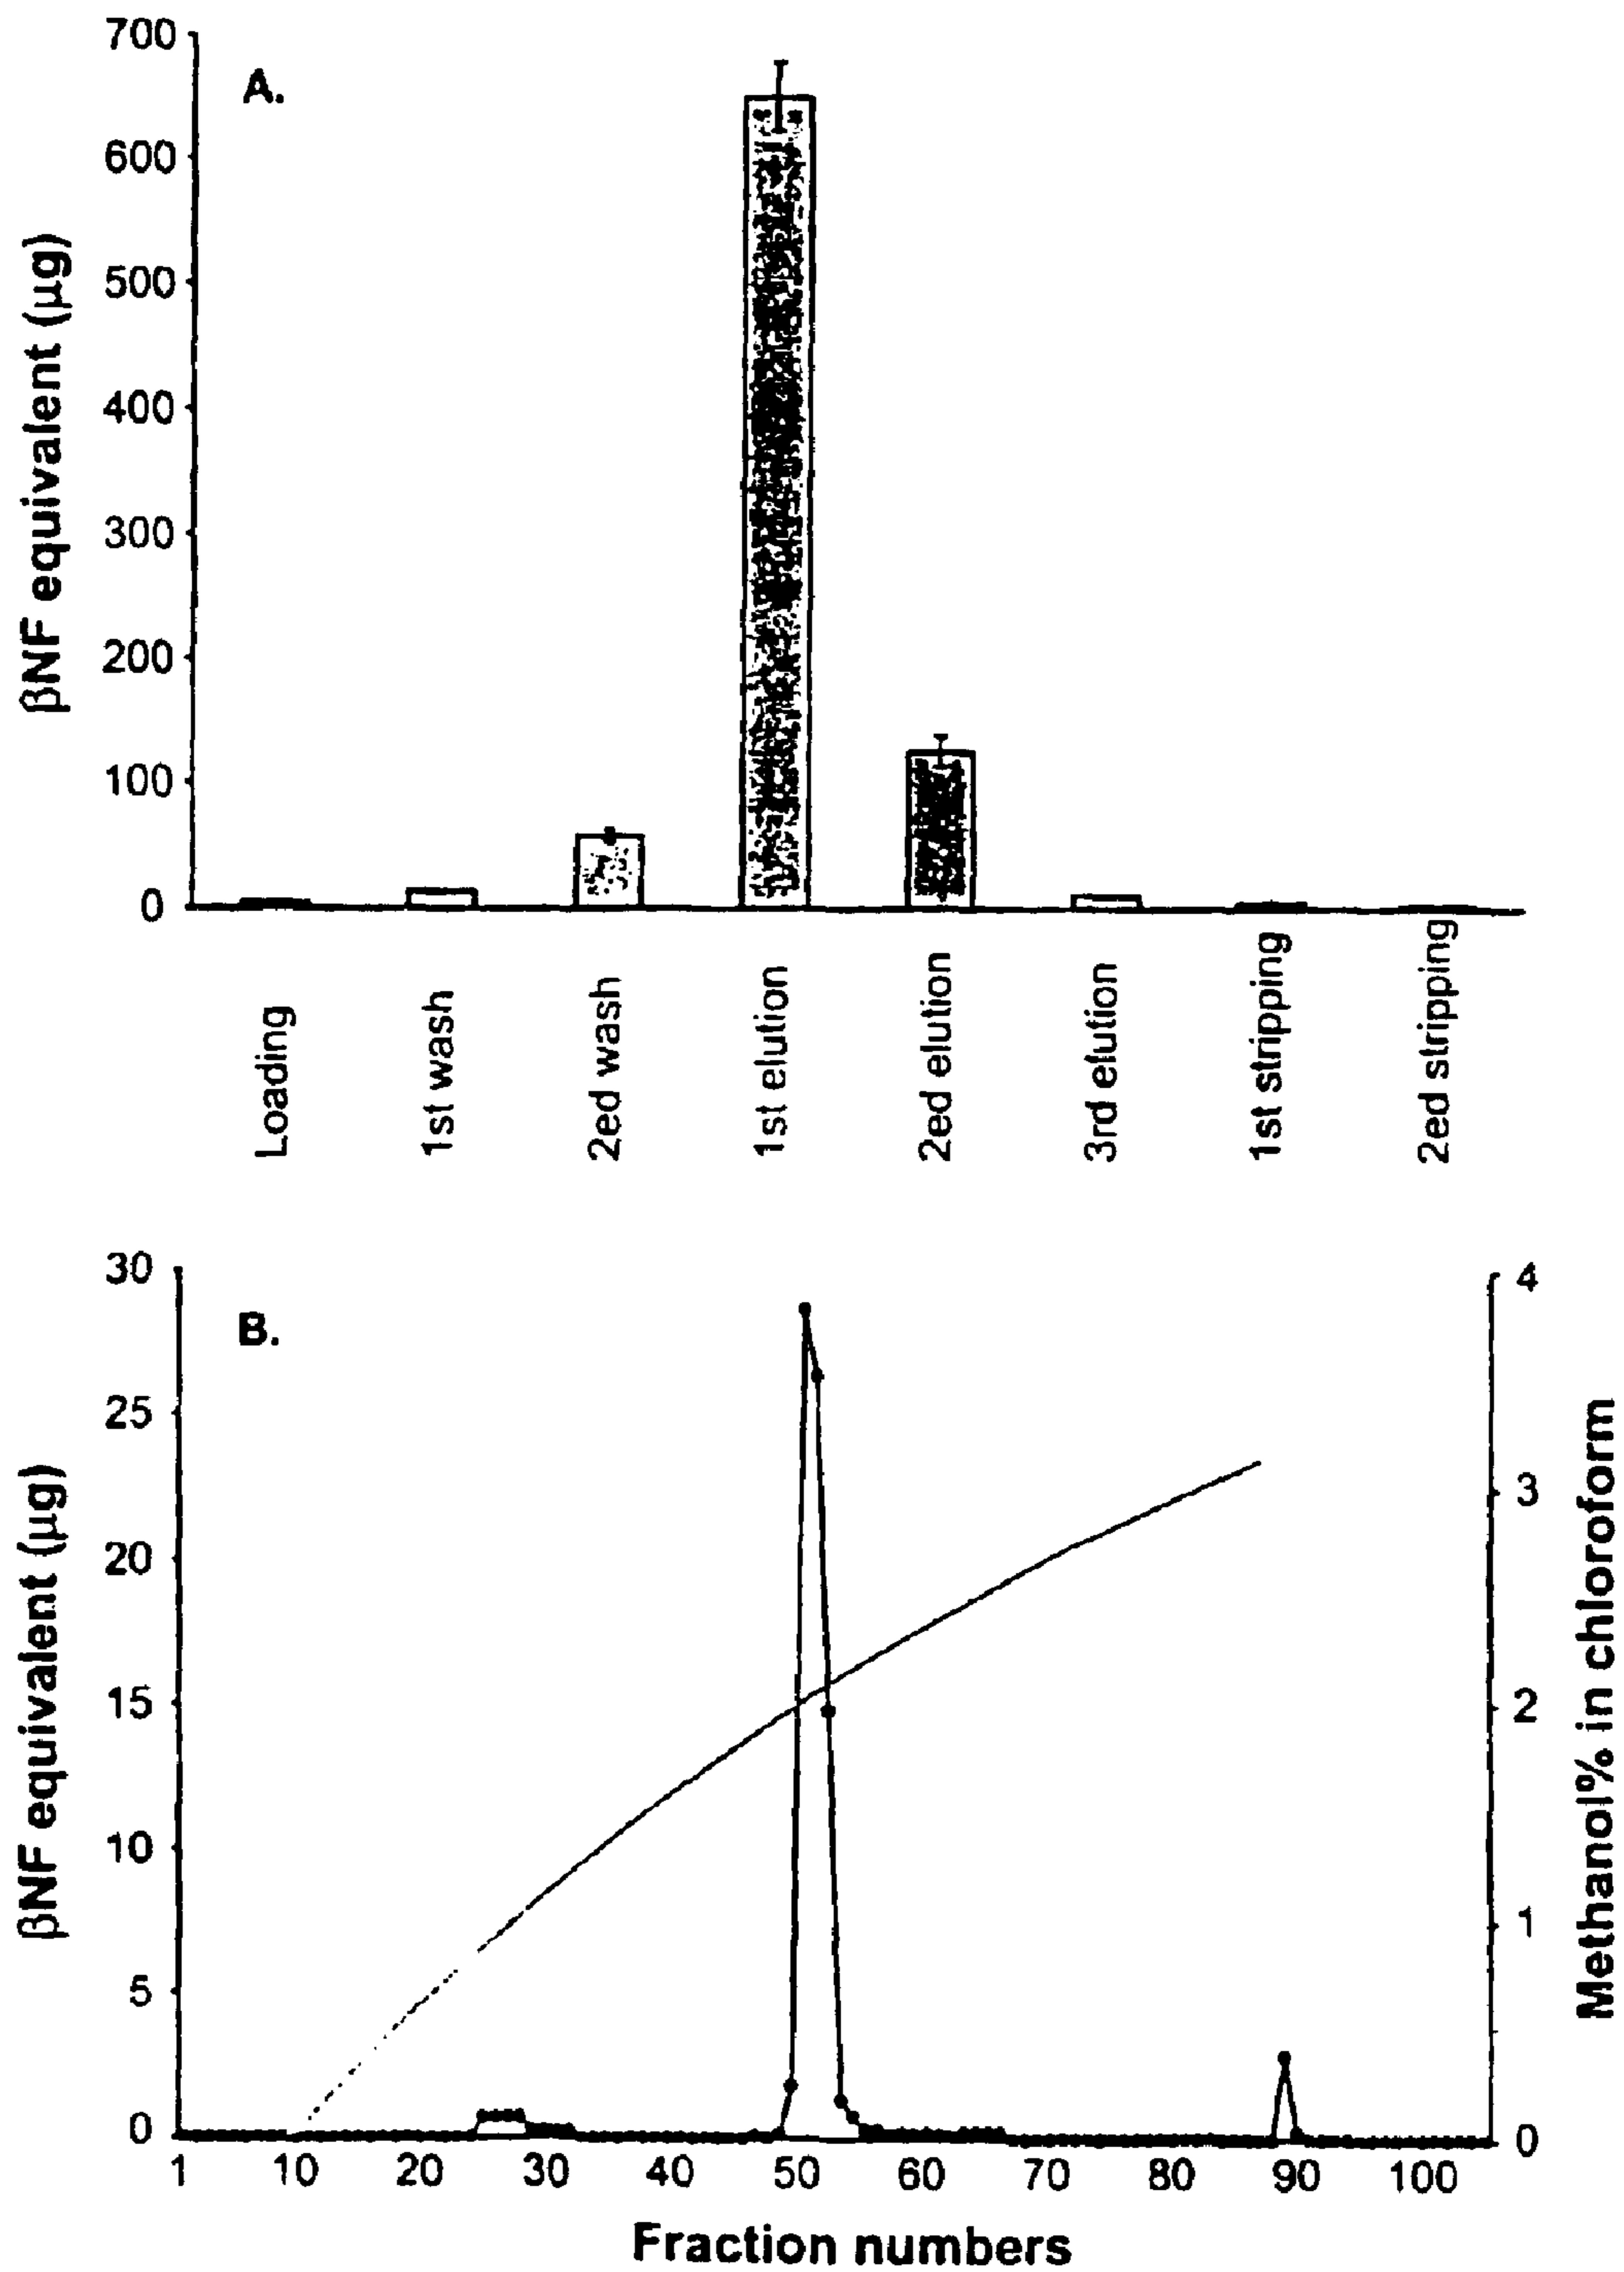 A.
βNF equivalent (µg)
700
600
500
400
300
200
100
0
Loading
1st wash
2ed wash
1st elution
2ed elution
3rd elution
1st stripping
2ed stripping
B.
βNF equivalent (µg)
30
25
20
15
10
5
0
Methanol% in chloroform
4
3
2
1
0
1 10 20 30 40 50 60 70 80 90 100
Fraction numbers